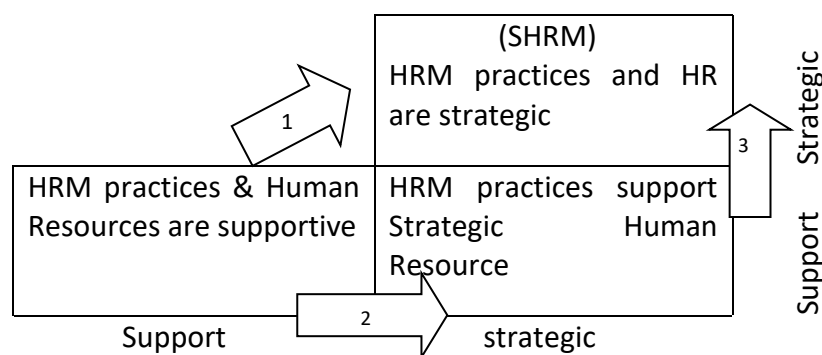 (SHRM)
HRM practices and HR
are strategic
1
3
Strategic
HRM practices & Human
Resources are supportive
HRM practices support
Strategic Human
Resource
Support
2
Support
strategic